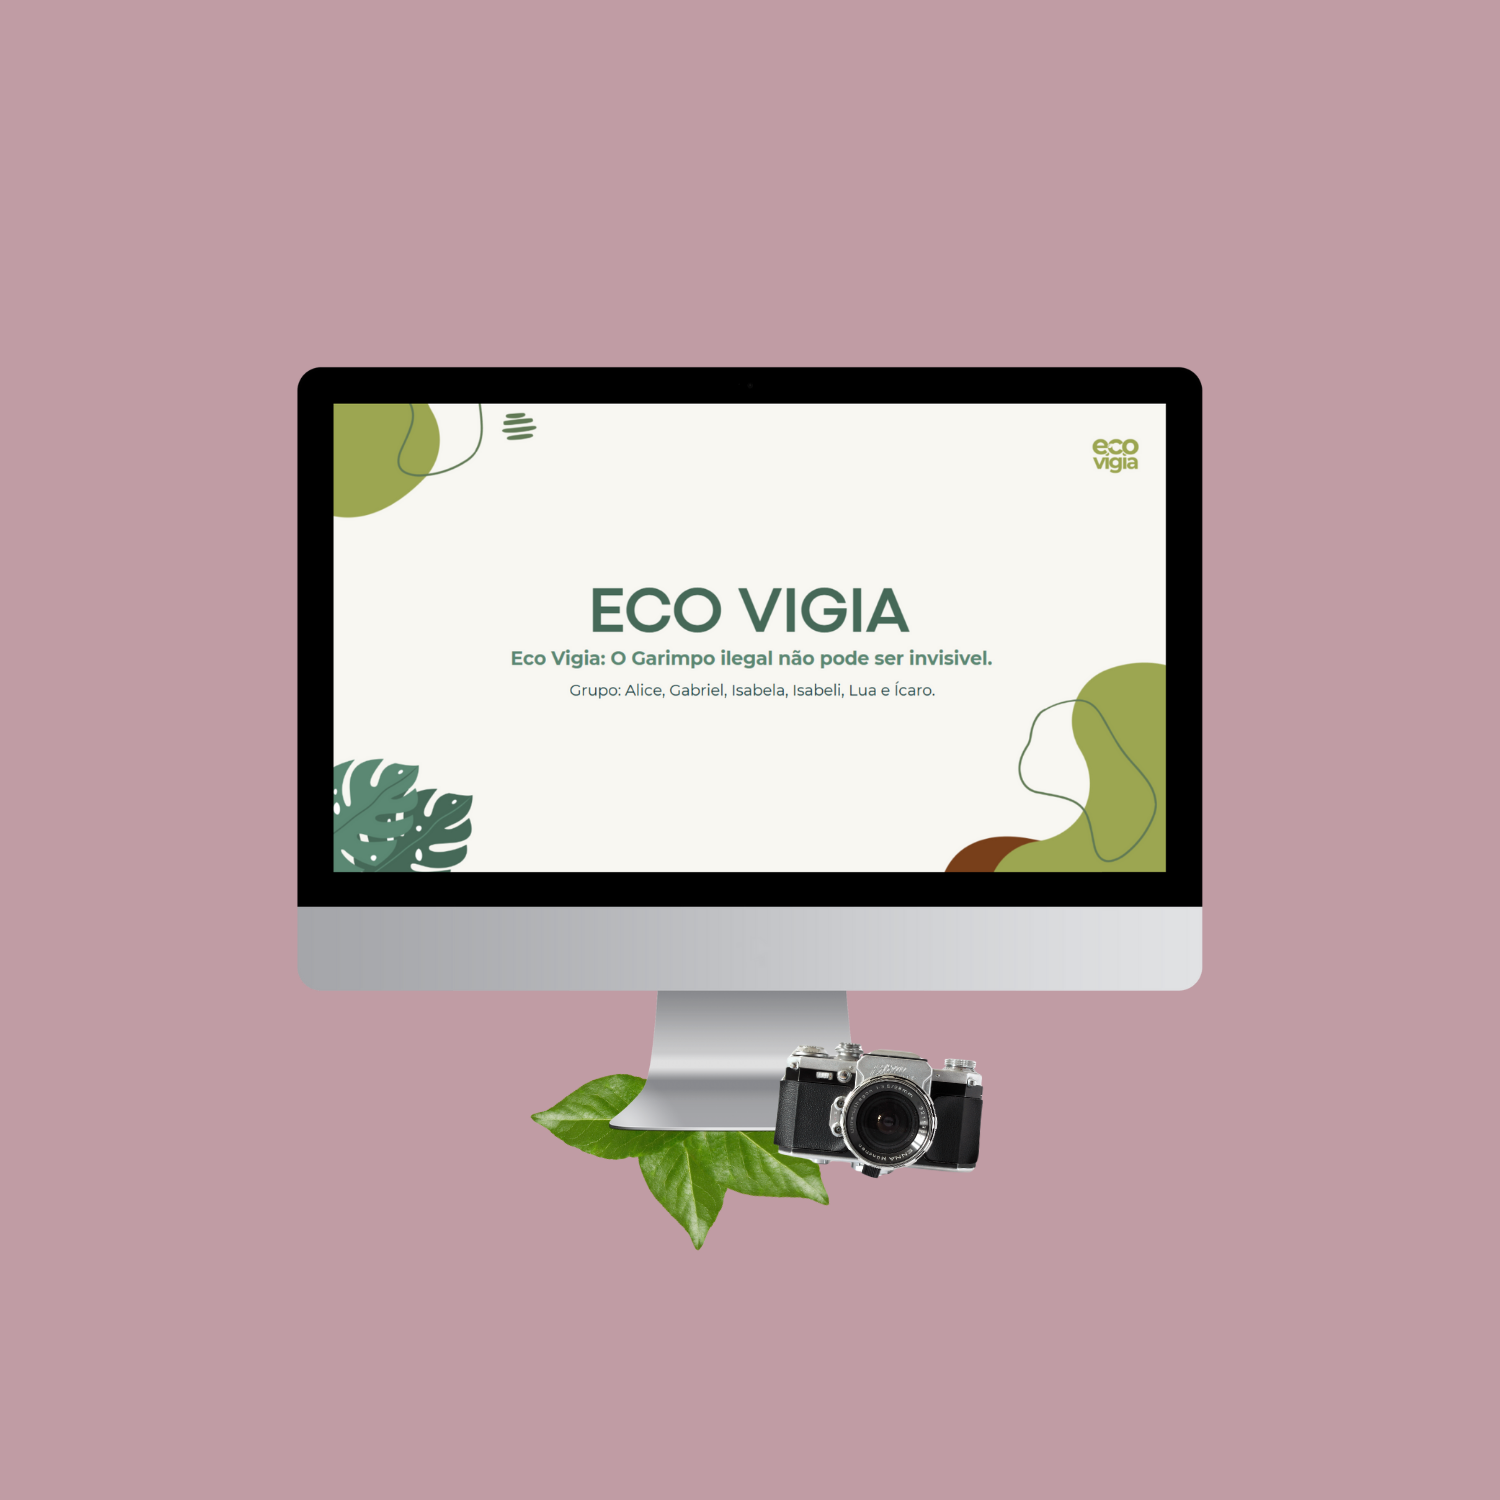 eco
vigia
ECO VIGIA
Eco Vigia: O Garimpo ilegal não pode ser invisivel.
Grupo: Alice, Gabriel, Isabela, Isabeli, Lua e Ícaro.